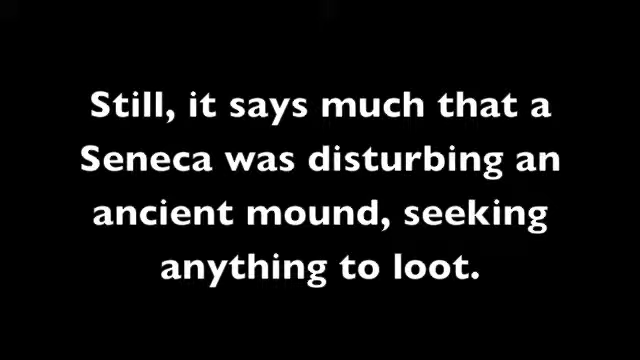 Still, it says much that a
Seneca was disturbing an
ancient mound, seeking
anything to loot.